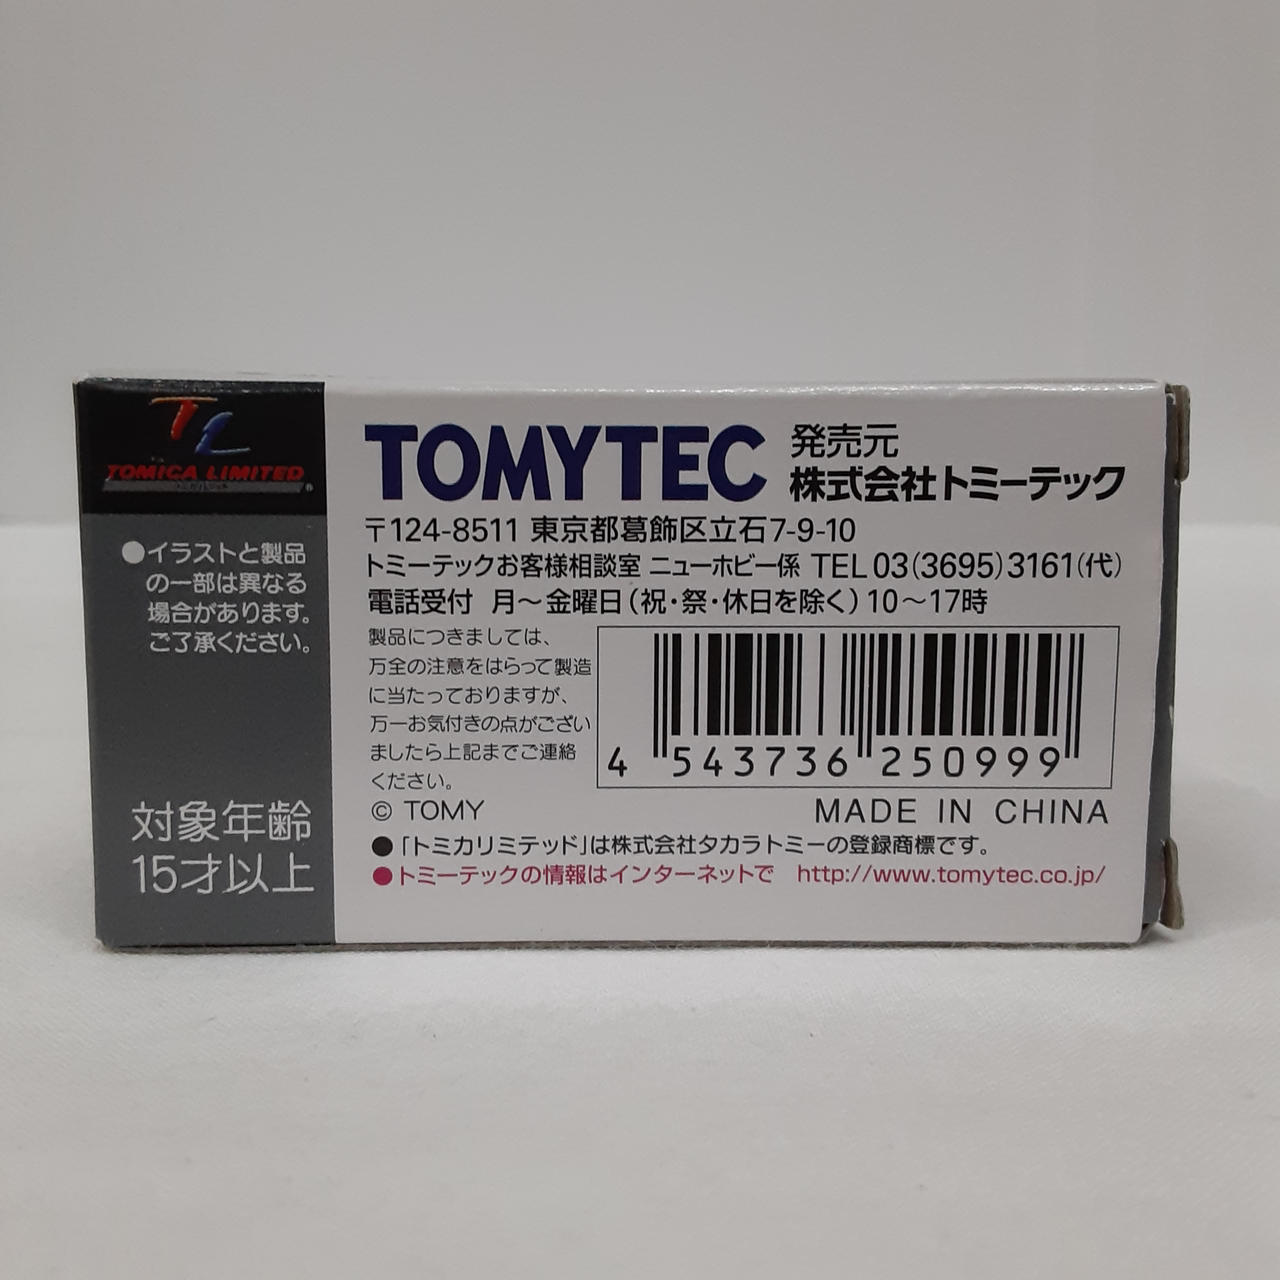 TL
TOMICA LIMITED
トミカリミテッド
®
●イラストと製品
の一部は異なる
場合があります。
ご了承ください。
対象年齢
15才以上
TOMYTEC
発売元
株式会社トミーテック
〒124-8511 東京都葛飾区立石7-9-10
トミーテックお客様相談室 ニューホビー係 TEL 03(3695)3161(代)
電話受付 月〜金曜日(祝・祭・休日を除く) 10〜17時
製品につきましては、
万全の注意をはらって製造
に当たっておりますが、
万一お気付きの点がござい
ましたら上記までご連絡
ください。
4 543736 250999
© TOMY
MADE IN CHINA
●「トミカリミテッド」は株式会社タカラトミーの登録商標です。
●トミーテックの情報はインターネットで http://www.tomytec.co.jp/